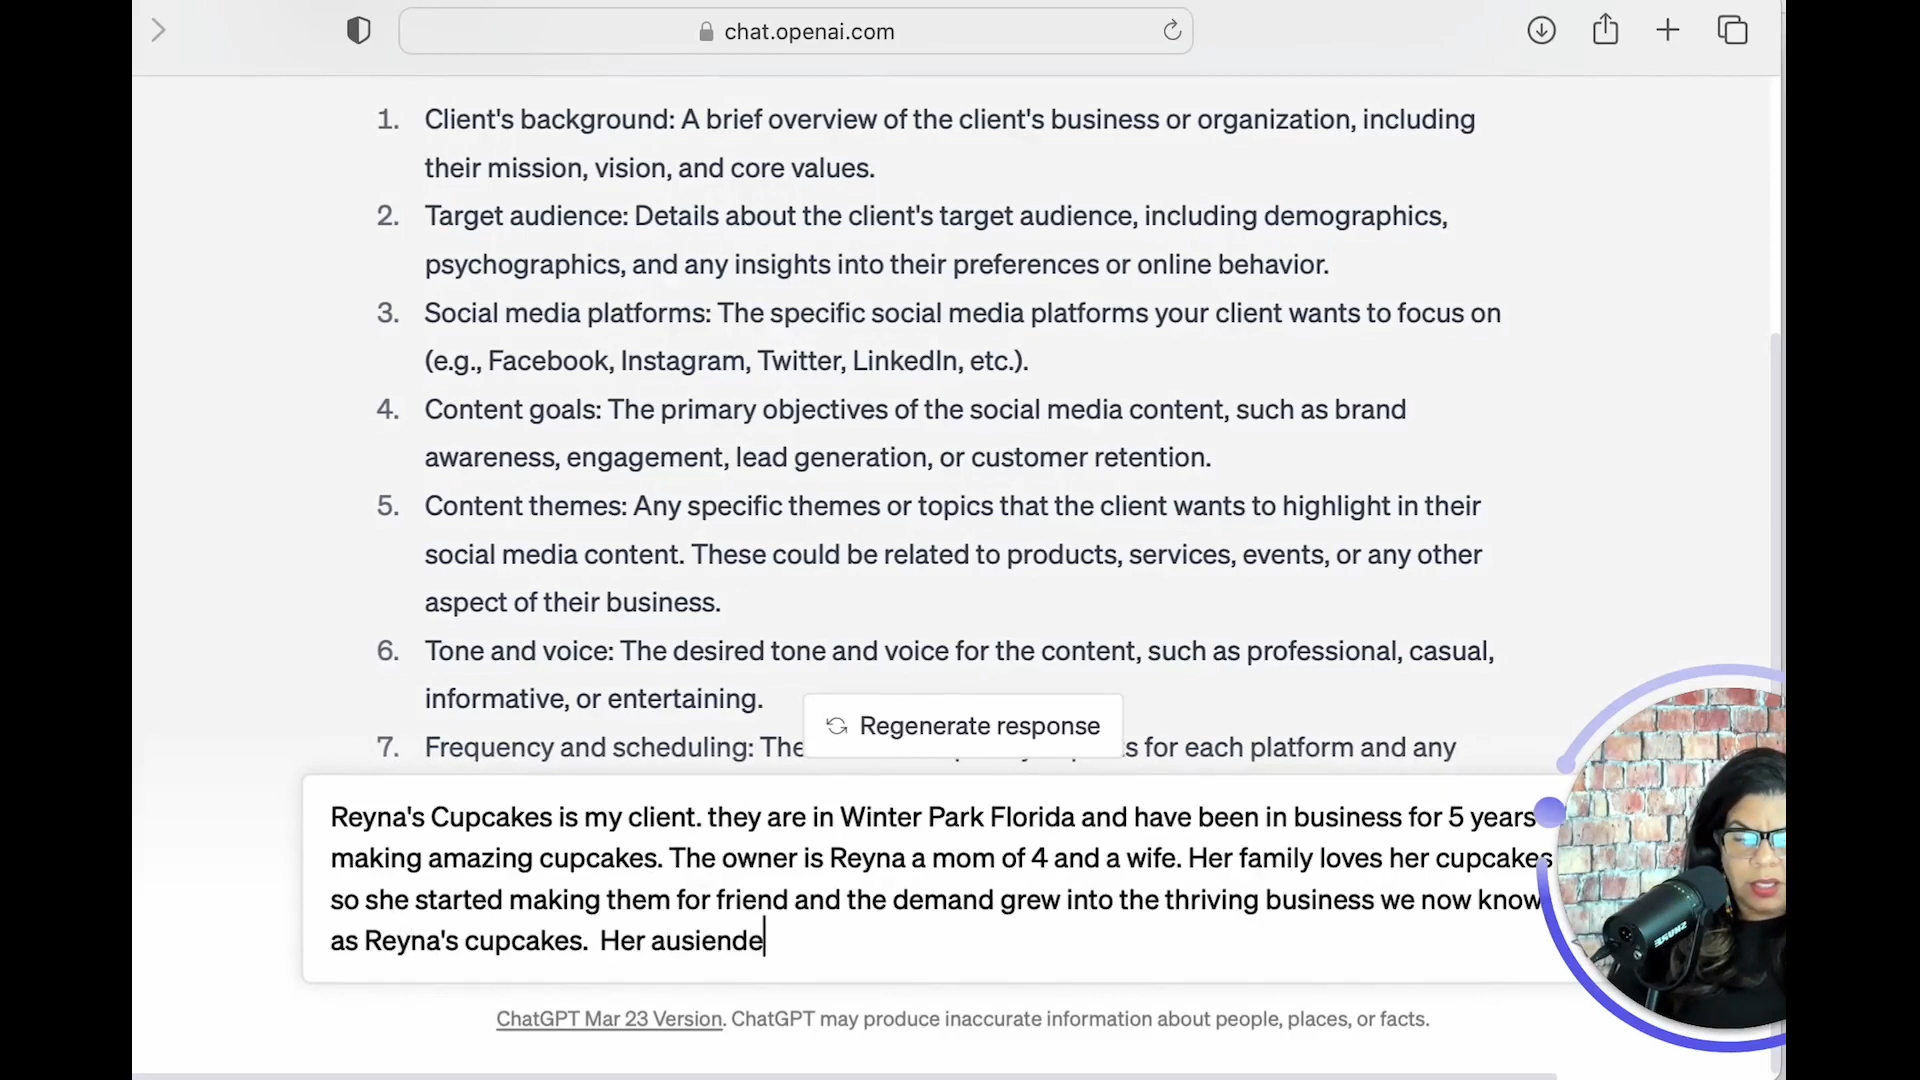 chat.openai.com
1. Client's background: A brief overview of the client's business or organization, including
their mission, vision, and core values.
2. Target audience: Details about the client's target audience, including demographics,
psychographics, and any insights into their preferences or online behavior.
3. Social media platforms: The specific social media platforms your client wants to focus on
(e.g., Facebook, Instagram, Twitter, LinkedIn, etc.).
4. Content goals: The primary objectives of the social media content, such as brand
awareness, engagement, lead generation, or customer retention.
5. Content themes: Any specific themes or topics that the client wants to highlight in their
social media content. These could be related to products, services, events, or any other
aspect of their business.
6. Tone and voice: The desired tone and voice for the content, such as professional, casual,
informative, or entertaining.
Regenerate response
7. Frequency and scheduling: The for each platform and any
Reyna's Cupcakes is my client. they are in Winter Park Florida and have been in business for 5 years
making amazing cupcakes. The owner is Reyna a mom of 4 and a wife. Her family loves her cupcakes
so she started making them for friend and the demand grew into the thriving business we now know
as Reyna's cupcakes. Her ausiende
SHURE
ChatGPT Mar 23 Version. ChatGPT may produce inaccurate information about people, places, or facts.